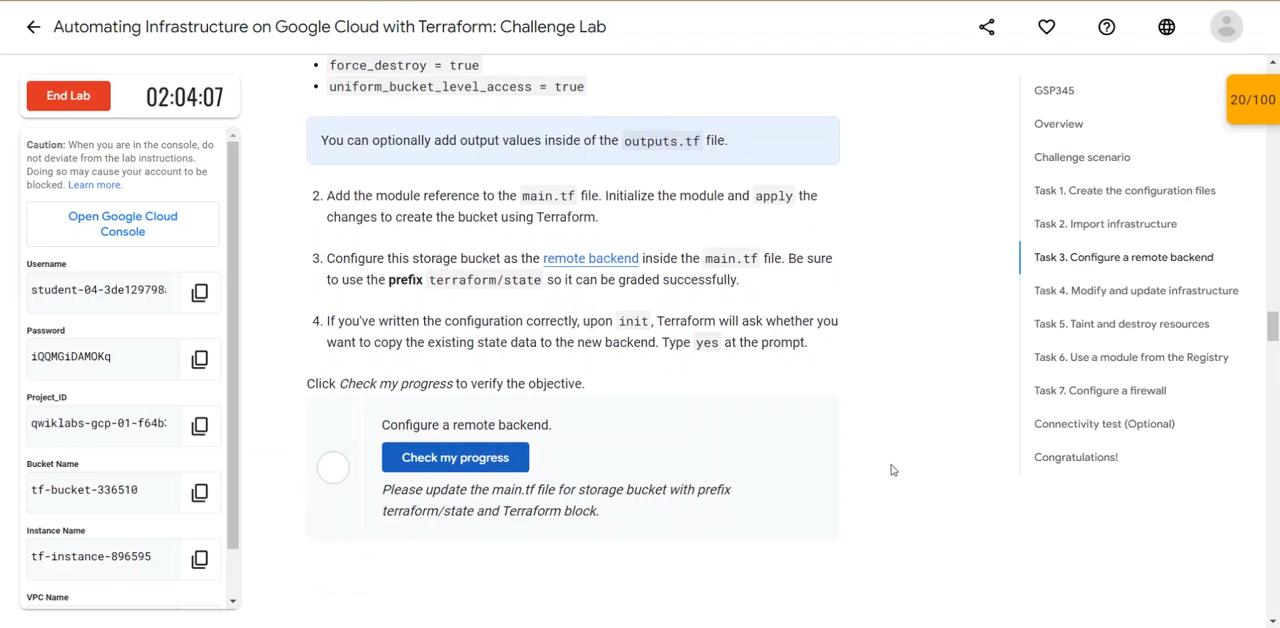 Automating Infrastructure on Google Cloud with Terraform: Challenge Lab
End Lab
02:04:07
Caution: When you are in the console, do
not deviate from the lab instructions.
Doing so may cause your account to be
blocked. Learn more.
Open Google Cloud
Console
Username
student-04-3de129798
Password
iQQMGiDAMOKq
Project_ID
qwiklabs-gcp-01-f64b
Bucket Name
tf-bucket-336510
Instance Name
tf-instance-896595
VPC Name
• force_destroy = true
• uniform_bucket_level_access = true
You can optionally add output values inside of the outputs.tf file.
2. Add the module reference to the main.tf file. Initialize the module and apply the
changes to create the bucket using Terraform.
3. Configure this storage bucket as the remote backend inside the main.tf file. Be sure
to use the prefix terraform/state so it can be graded successfully.
4. If you've written the configuration correctly, upon init, Terraform will ask whether you
want to copy the existing state data to the new backend. Type yes at the prompt.
Click Check my progress to verify the objective.
Configure a remote backend.
Check my progress
Please update the main.tf file for storage bucket with prefix
terraform/state and Terraform block.
GSP345
Overview
Challenge scenario
Task 1. Create the configuration files
Task 2. Import infrastructure
Task 3. Configure a remote backend
Task 4. Modify and update infrastructure
Task 5. Taint and destroy resources
Task 6. Use a module from the Registry
Task 7. Configure a firewall
Connectivity test (Optional)
Congratulations!
20/100